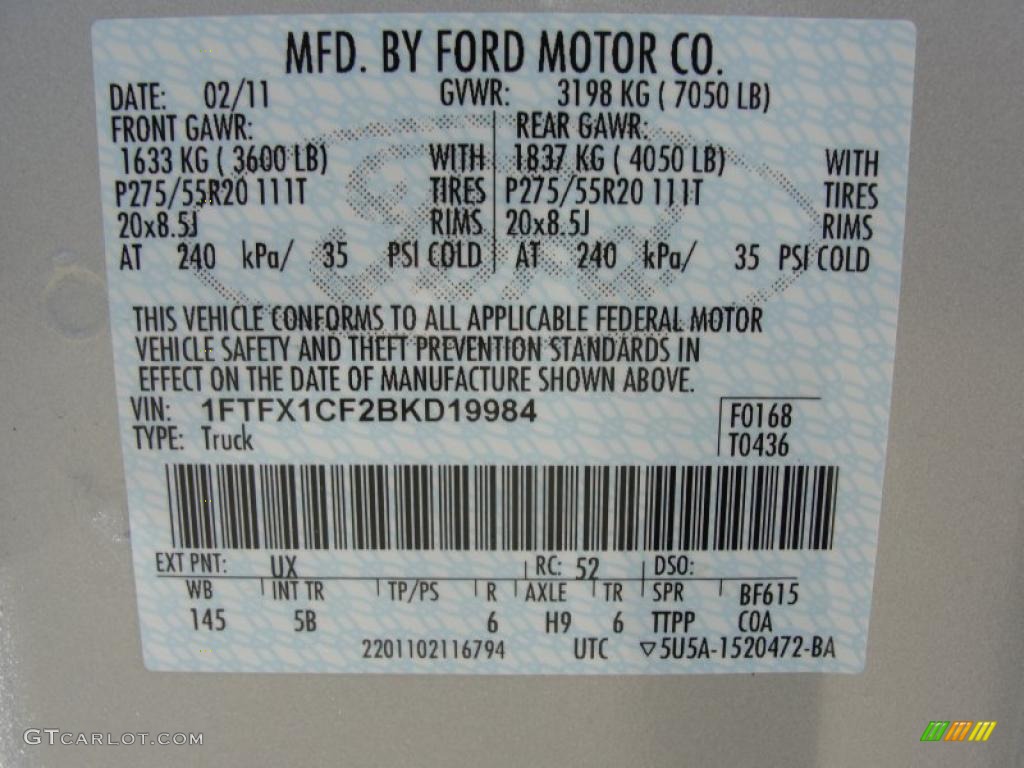 MFD. BY FORD MOTOR CO.
DATE: 02/11 GVWR: 3198 KG ( 7050 LB)
FRONT GAWR: REAR GAWR:
1633 KG ( 3600 LB) WITH 1837 KG ( 4050 LB) WITH
P275/55R20 111T TIRES P275/55R20 111T TIRES
20x8.5J RIMS 20x8.5J RIMS
AT 240 kPa/ 35 PSI COLD AT 240 kPa/ 35 PSI COLD
Ford
THIS VEHICLE CONFORMS TO ALL APPLICABLE FEDERAL MOTOR
VEHICLE SAFETY AND THEFT PREVENTION STANDARDS IN
EFFECT ON THE DATE OF MANUFACTURE SHOWN ABOVE.
VIN: 1FTFX1CF2BKD19984 F0168
TYPE: Truck T0436
EXT PNT: UX RC: 52 DSO:
WB INT TR TP/PS R AXLE TR SPR BF615
145 5B 6 H9 6 TTPP COA
2201102116794 UTC ▽5U5A-1520472-BA
GTCARLOT.COM